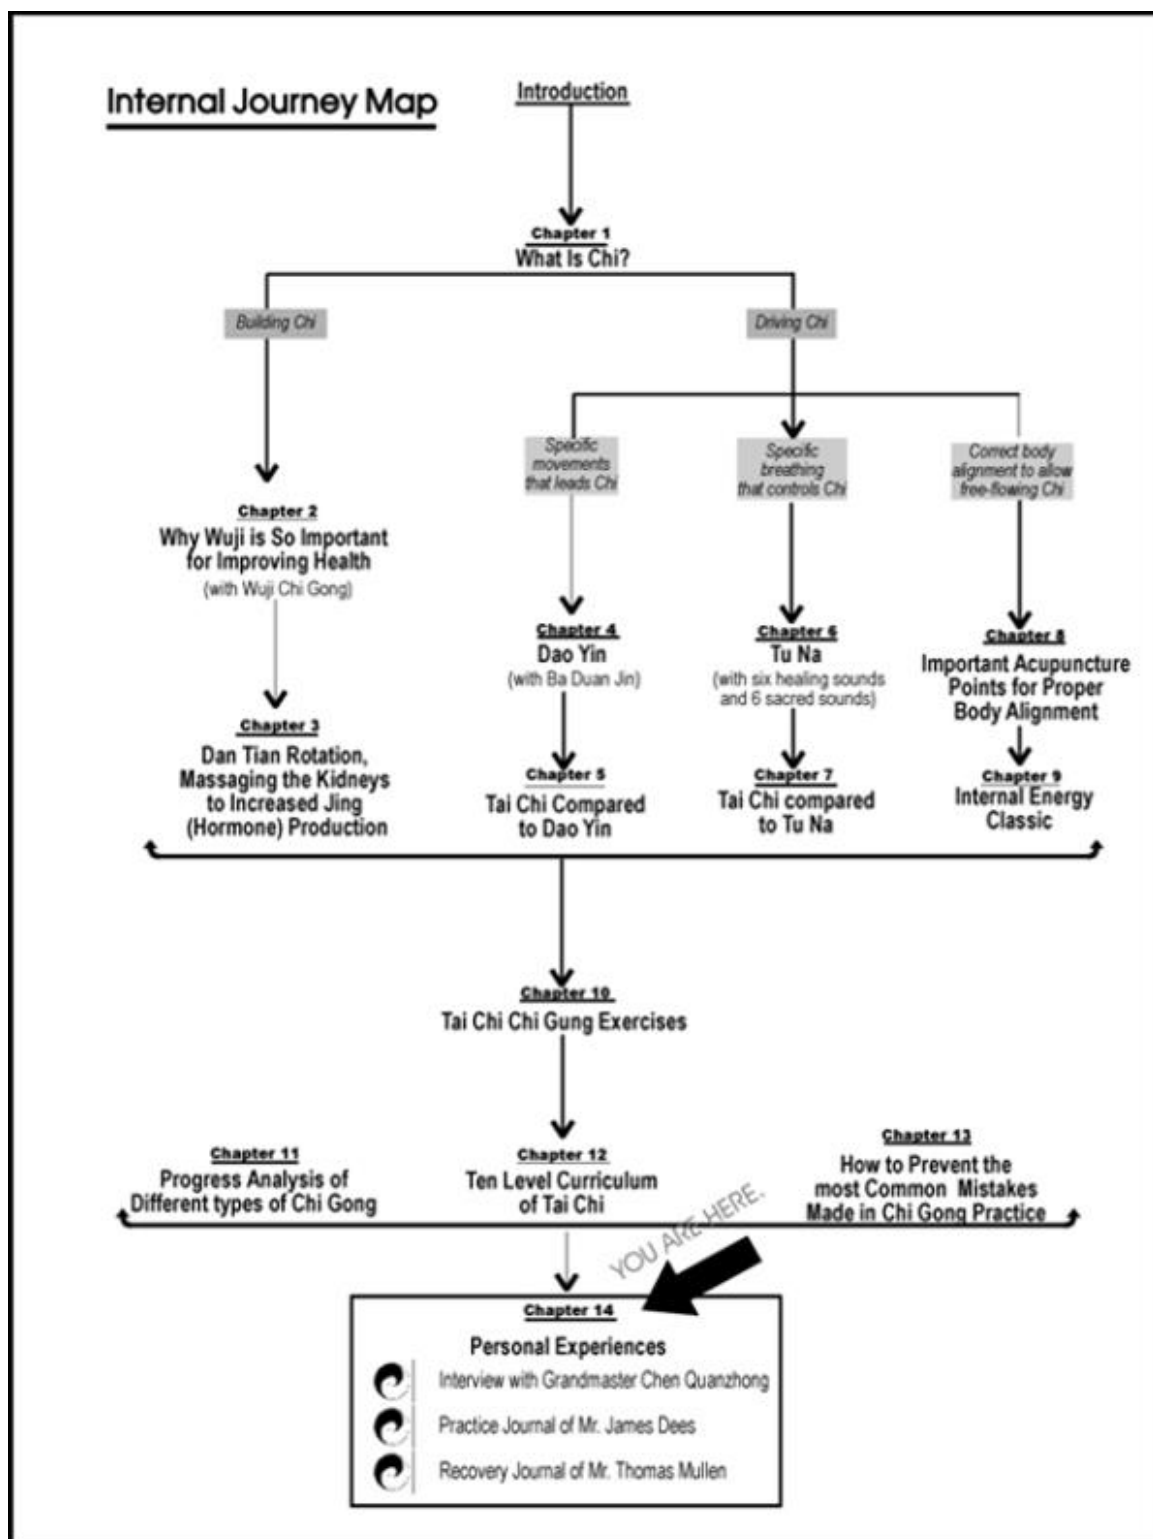 Internal Journey Map
Introduction
Chapter 1
What Is Chi?
Building Chi
Driving Chi
Specific
movements
that leads Chi
Specific
breathing
that controls Chi
Correct body
alignment to allow
free-flowing Chi
Chapter 2
Why Wuji is So Important
for Improving Health
(with Wuji Chi Gong)
Chapter 3
Dan Tian Rotation,
Massaging the Kidneys
to Increased Jing
(Hormone) Production
Chapter 4
Dao Yin
(with Ba Duan Jin)
Chapter 5
Tai Chi Compared
to Dao Yin
Chapter 6
Tu Na
(with six healing sounds
and 6 sacred sounds)
Chapter 7
Tai Chi compared
to Tu Na
Chapter 8
Important Acupuncture
Points for Proper
Body Alignment
Chapter 9
Internal Energy
Classic
Chapter 10
Tai Chi Chi Gung Exercises
Chapter 11
Progress Analysis of
Different types of Chi Gong
Chapter 12
Ten Level Curriculum
of Tai Chi
Chapter 13
How to Prevent the
most Common Mistakes
Made in Chi Gong Practice
YOU ARE HERE.
Chapter 14
Personal Experiences
Interview with Grandmaster Chen Quanzhong
Practice Journal of Mr. James Dees
Recovery Journal of Mr. Thomas Mullen